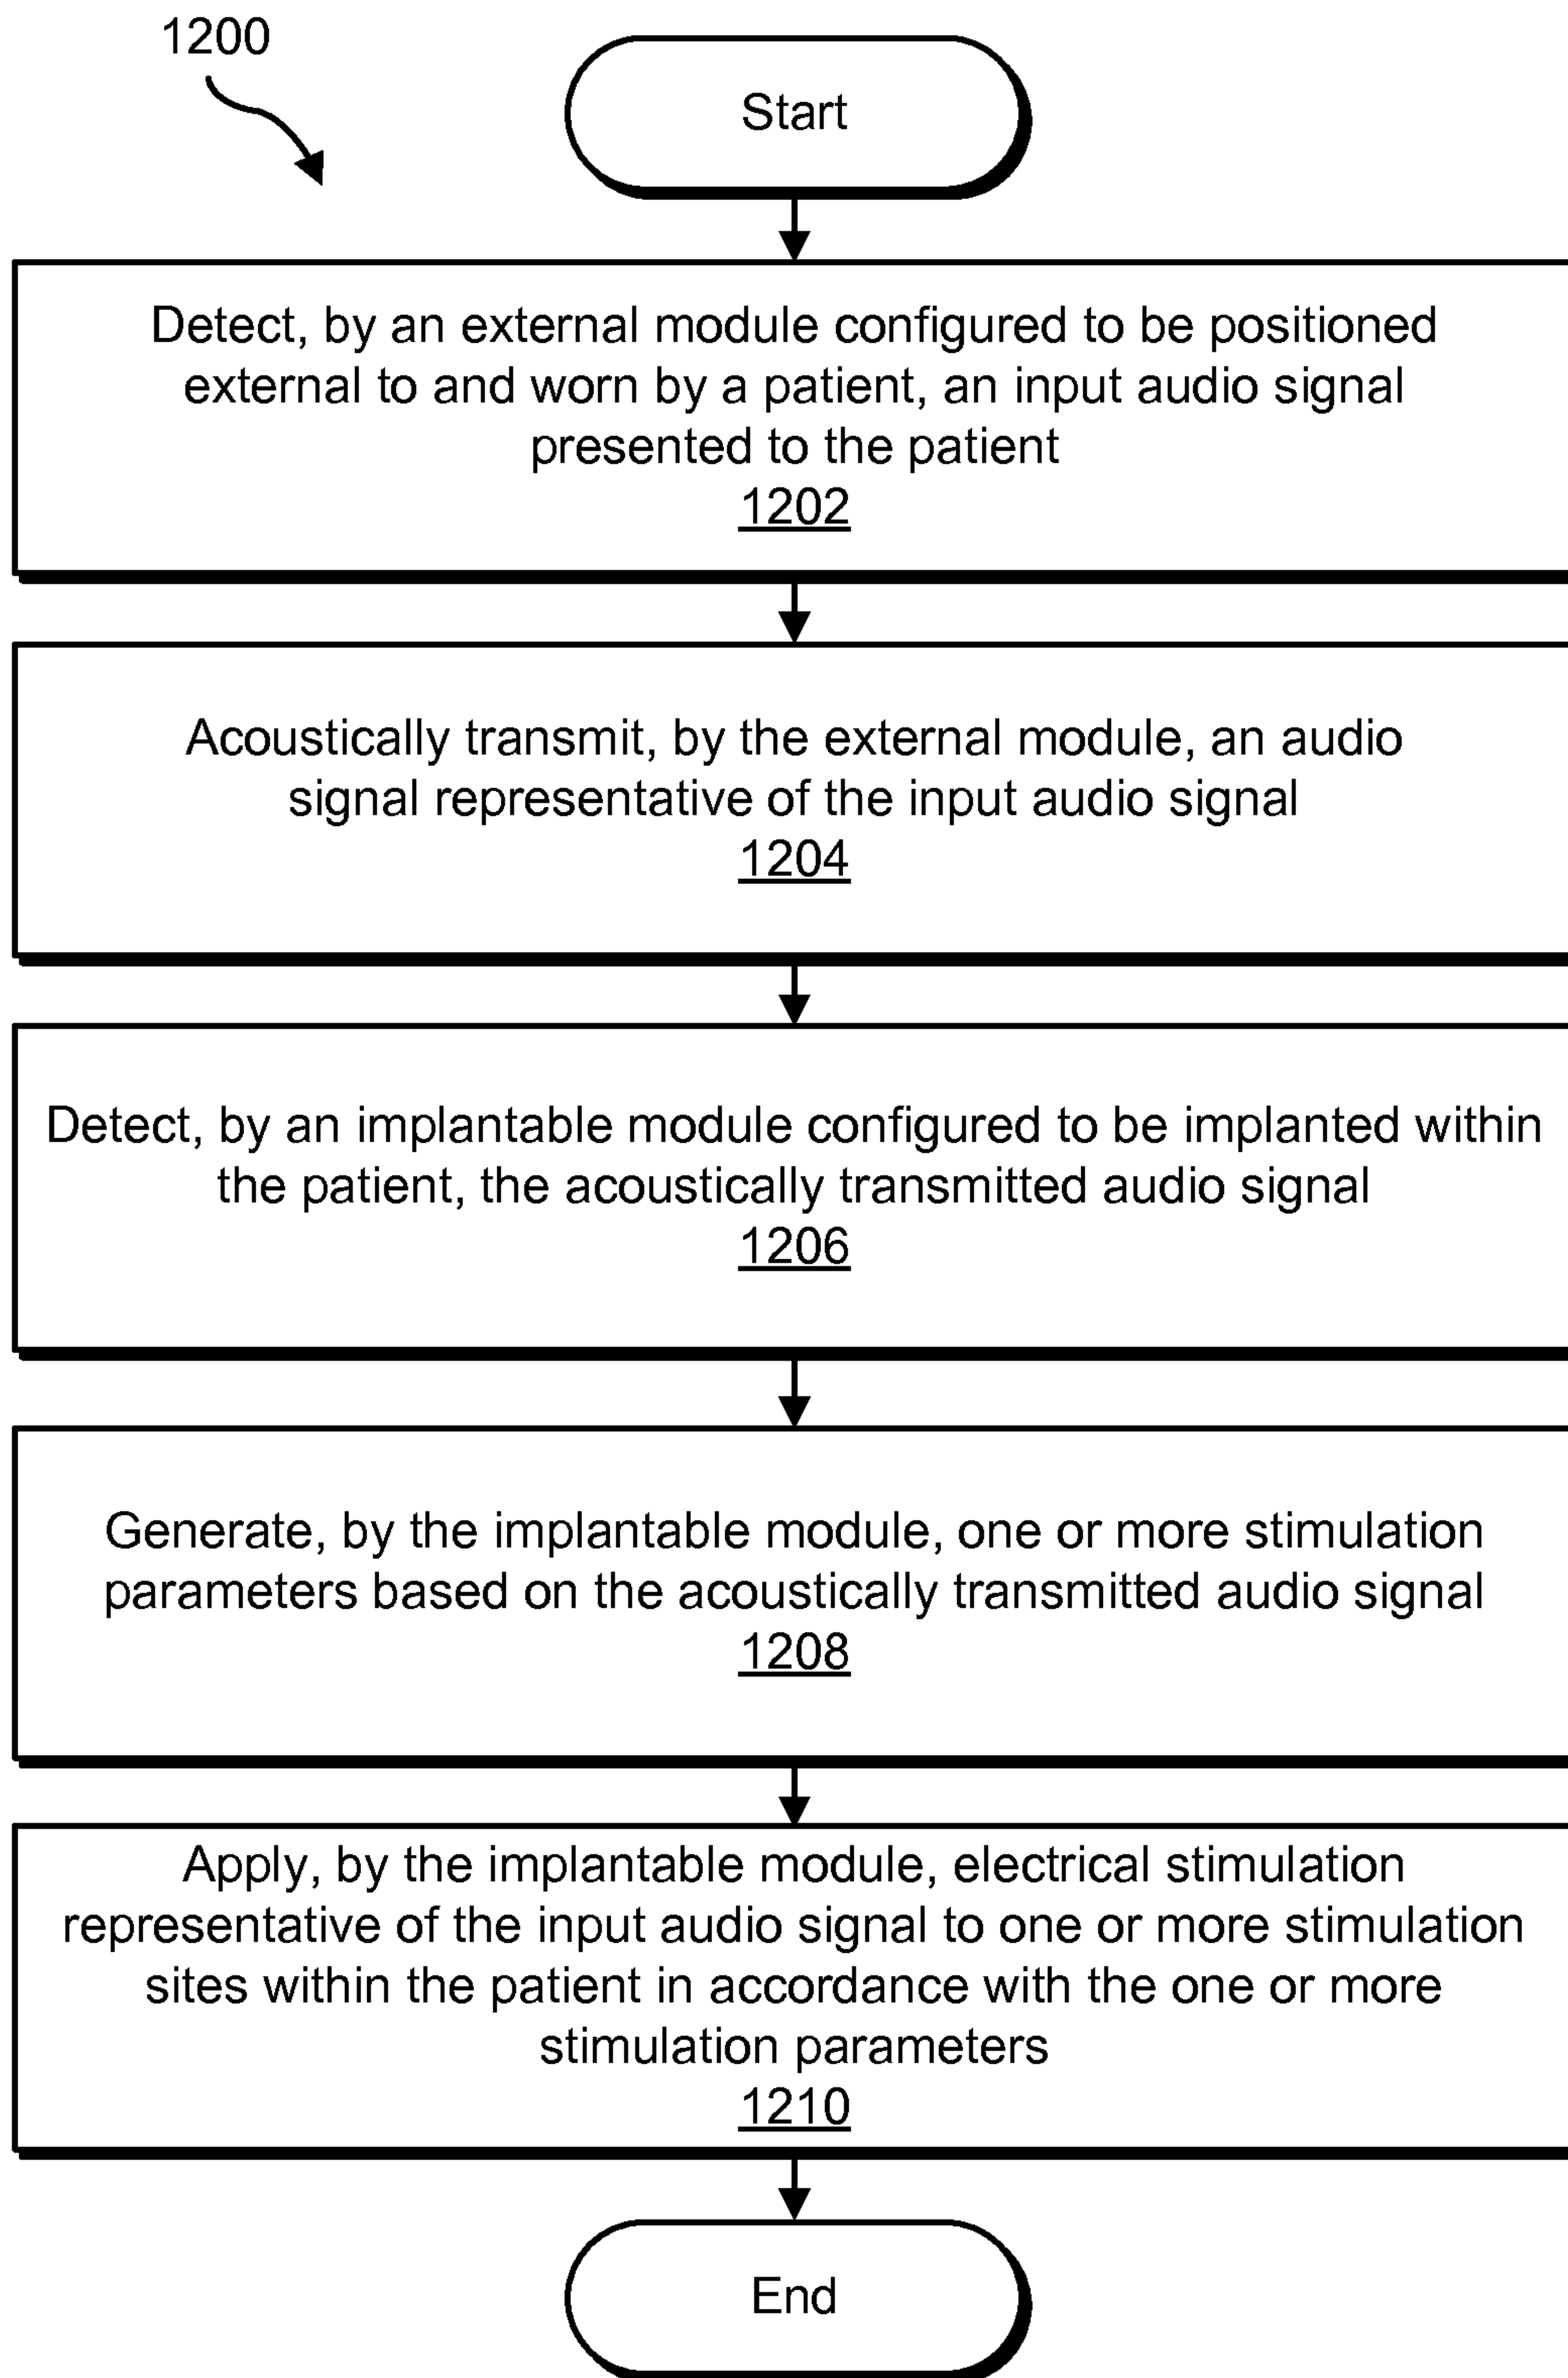 1200
Start
Detect, by an external module configured to be positioned
external to and worn by a patient, an input audio signal
presented to the patient
1202
Acoustically transmit, by the external module, an audio
signal representative of the input audio signal
1204
Detect, by an implantable module configured to be implanted within
the patient, the acoustically transmitted audio signal
1206
Generate, by the implantable module, one or more stimulation
parameters based on the acoustically transmitted audio signal
1208
Apply, by the implantable module, electrical stimulation
representative of the input audio signal to one or more stimulation
sites within the patient in accordance with the one or more
stimulation parameters
1210
End